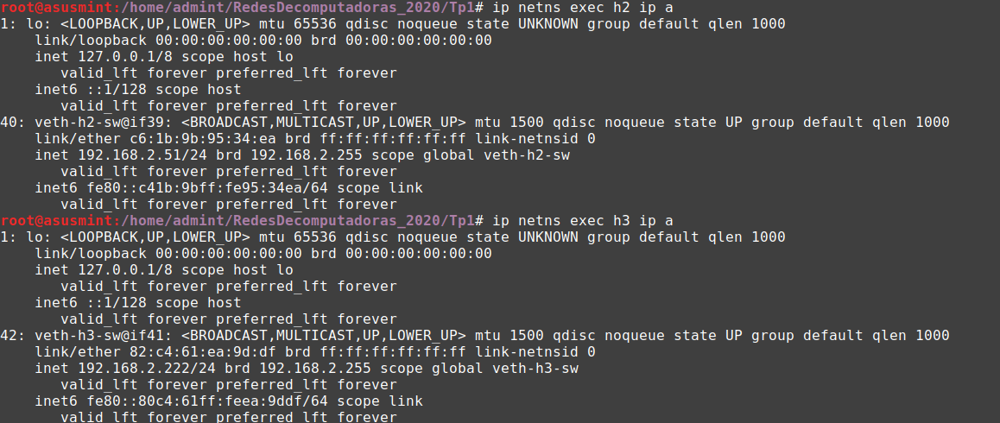 root@asusmint:/home/admint/RedesDecomputadoras_2020/Tp1# ip netns exec h2 ip a
1: lo: <LOOPBACK,UP,LOWER_UP> mtu 65536 qdisc noqueue state UNKNOWN group default qlen 1000
    link/loopback 00:00:00:00:00:00 brd 00:00:00:00:00:00
    inet 127.0.0.1/8 scope host lo
       valid_lft forever preferred_lft forever
    inet6 ::1/128 scope host
       valid_lft forever preferred_lft forever
40: veth-h2-sw@if39: <BROADCAST,MULTICAST,UP,LOWER_UP> mtu 1500 qdisc noqueue state UP group default qlen 1000
    link/ether c6:1b:9b:95:34:ea brd ff:ff:ff:ff:ff:ff link-netnsid 0
    inet 192.168.2.51/24 brd 192.168.2.255 scope global veth-h2-sw
       valid_lft forever preferred_lft forever
    inet6 fe80::c41b:9bff:fe95:34ea/64 scope link
       valid_lft forever preferred_lft forever
root@asusmint:/home/admint/RedesDecomputadoras_2020/Tp1# ip netns exec h3 ip a
1: lo: <LOOPBACK,UP,LOWER_UP> mtu 65536 qdisc noqueue state UNKNOWN group default qlen 1000
    link/loopback 00:00:00:00:00:00 brd 00:00:00:00:00:00
    inet 127.0.0.1/8 scope host lo
       valid_lft forever preferred_lft forever
    inet6 ::1/128 scope host
       valid_lft forever preferred_lft forever
42: veth-h3-sw@if41: <BROADCAST,MULTICAST,UP,LOWER_UP> mtu 1500 qdisc noqueue state UP group default qlen 1000
    link/ether 82:c4:61:ea:9d:df brd ff:ff:ff:ff:ff:ff link-netnsid 0
    inet 192.168.2.222/24 brd 192.168.2.255 scope global veth-h3-sw
       valid_lft forever preferred_lft forever
    inet6 fe80::80c4:61ff:feea:9ddf/64 scope link
       valid_lft forever preferred_lft forever